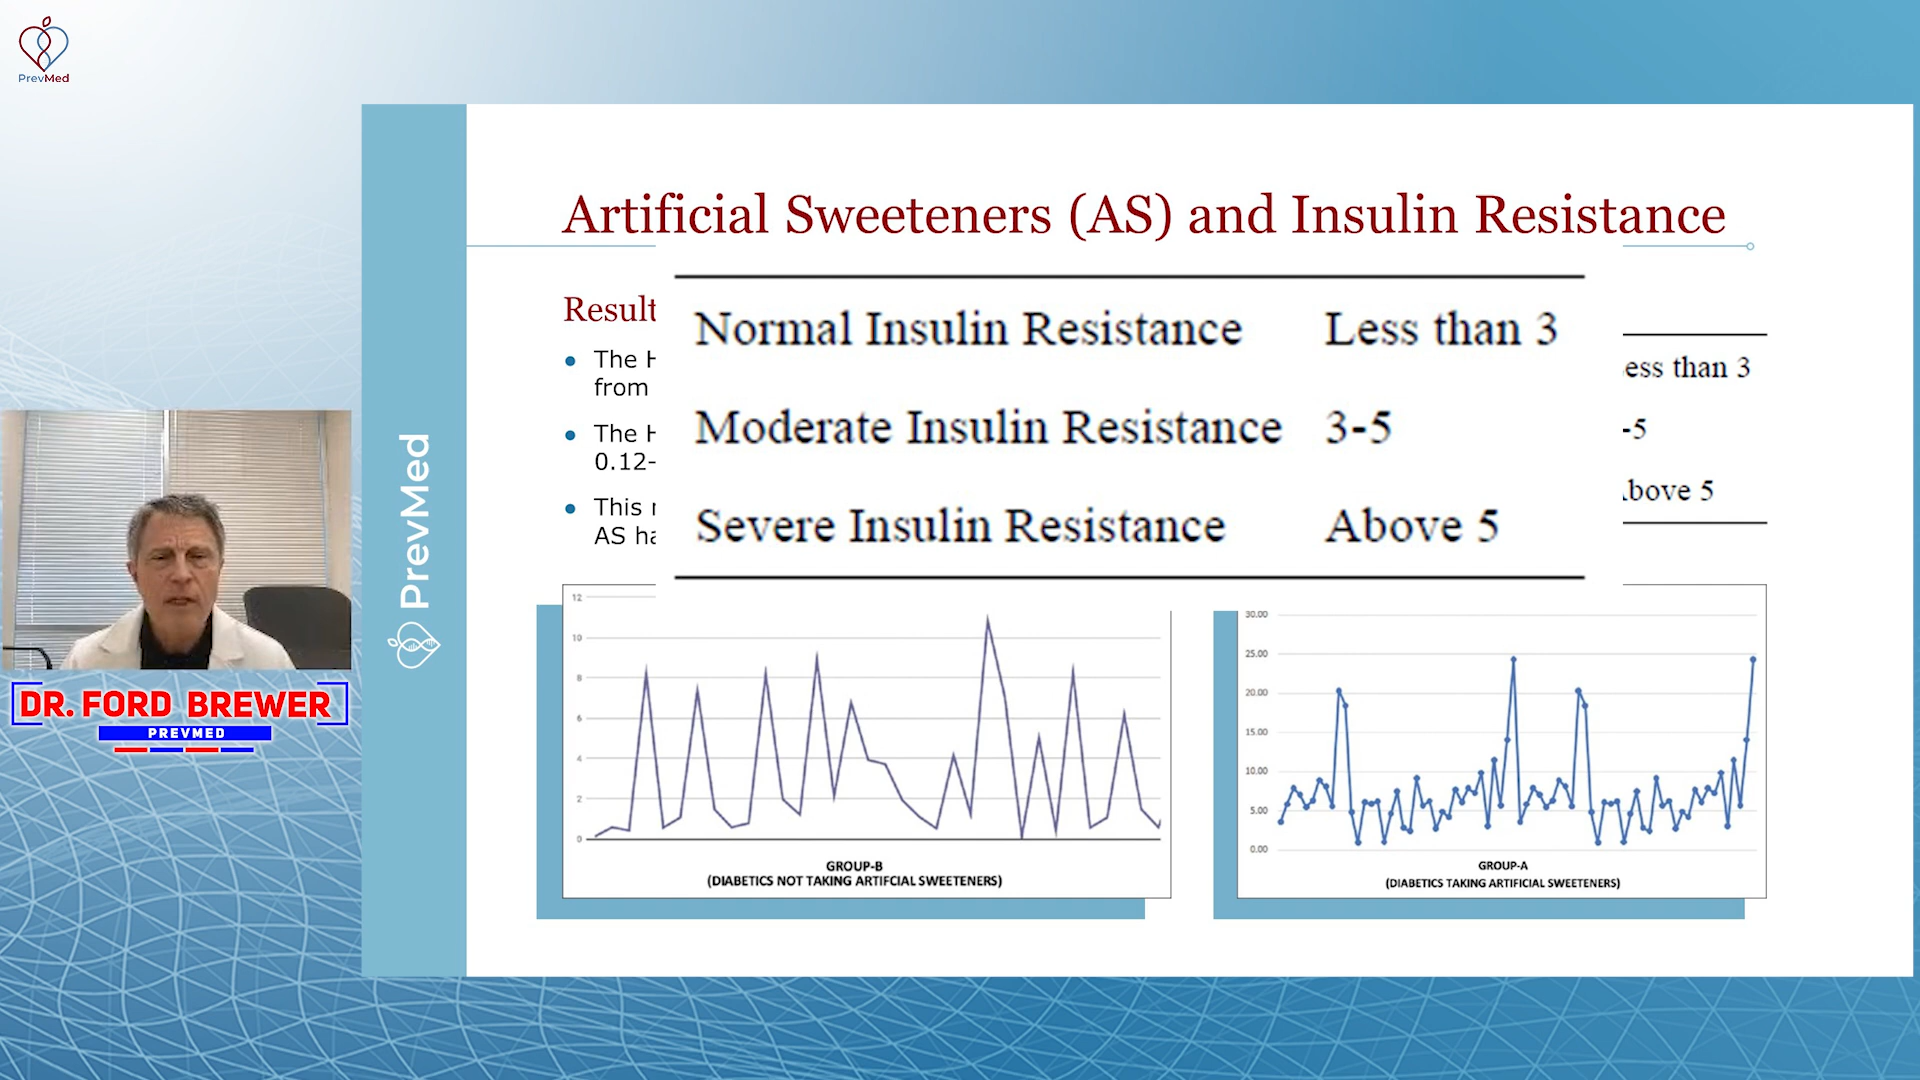 PrevMed
Artificial Sweeteners (AS) and Insulin Resistance
Result
The
from
The
0.12-
This
AS
Normal Insulin Resistance Less than 3
Moderate Insulin Resistance 3-5
Severe Insulin Resistance Above 5
than 3
-5
5
PrevMed
DR. FORD BREWER
PREVMED
12
10
8
6
4
2
0
GROUP-B
(DIABETICS NOT TAKING ARTIFCIAL SWEETENERS)
30.00
25.00
20.00
15.00
10.00
5.00
0.00
GROUP-A
(DIABETICS TAKING ARTIFICIAL SWEETENERS)